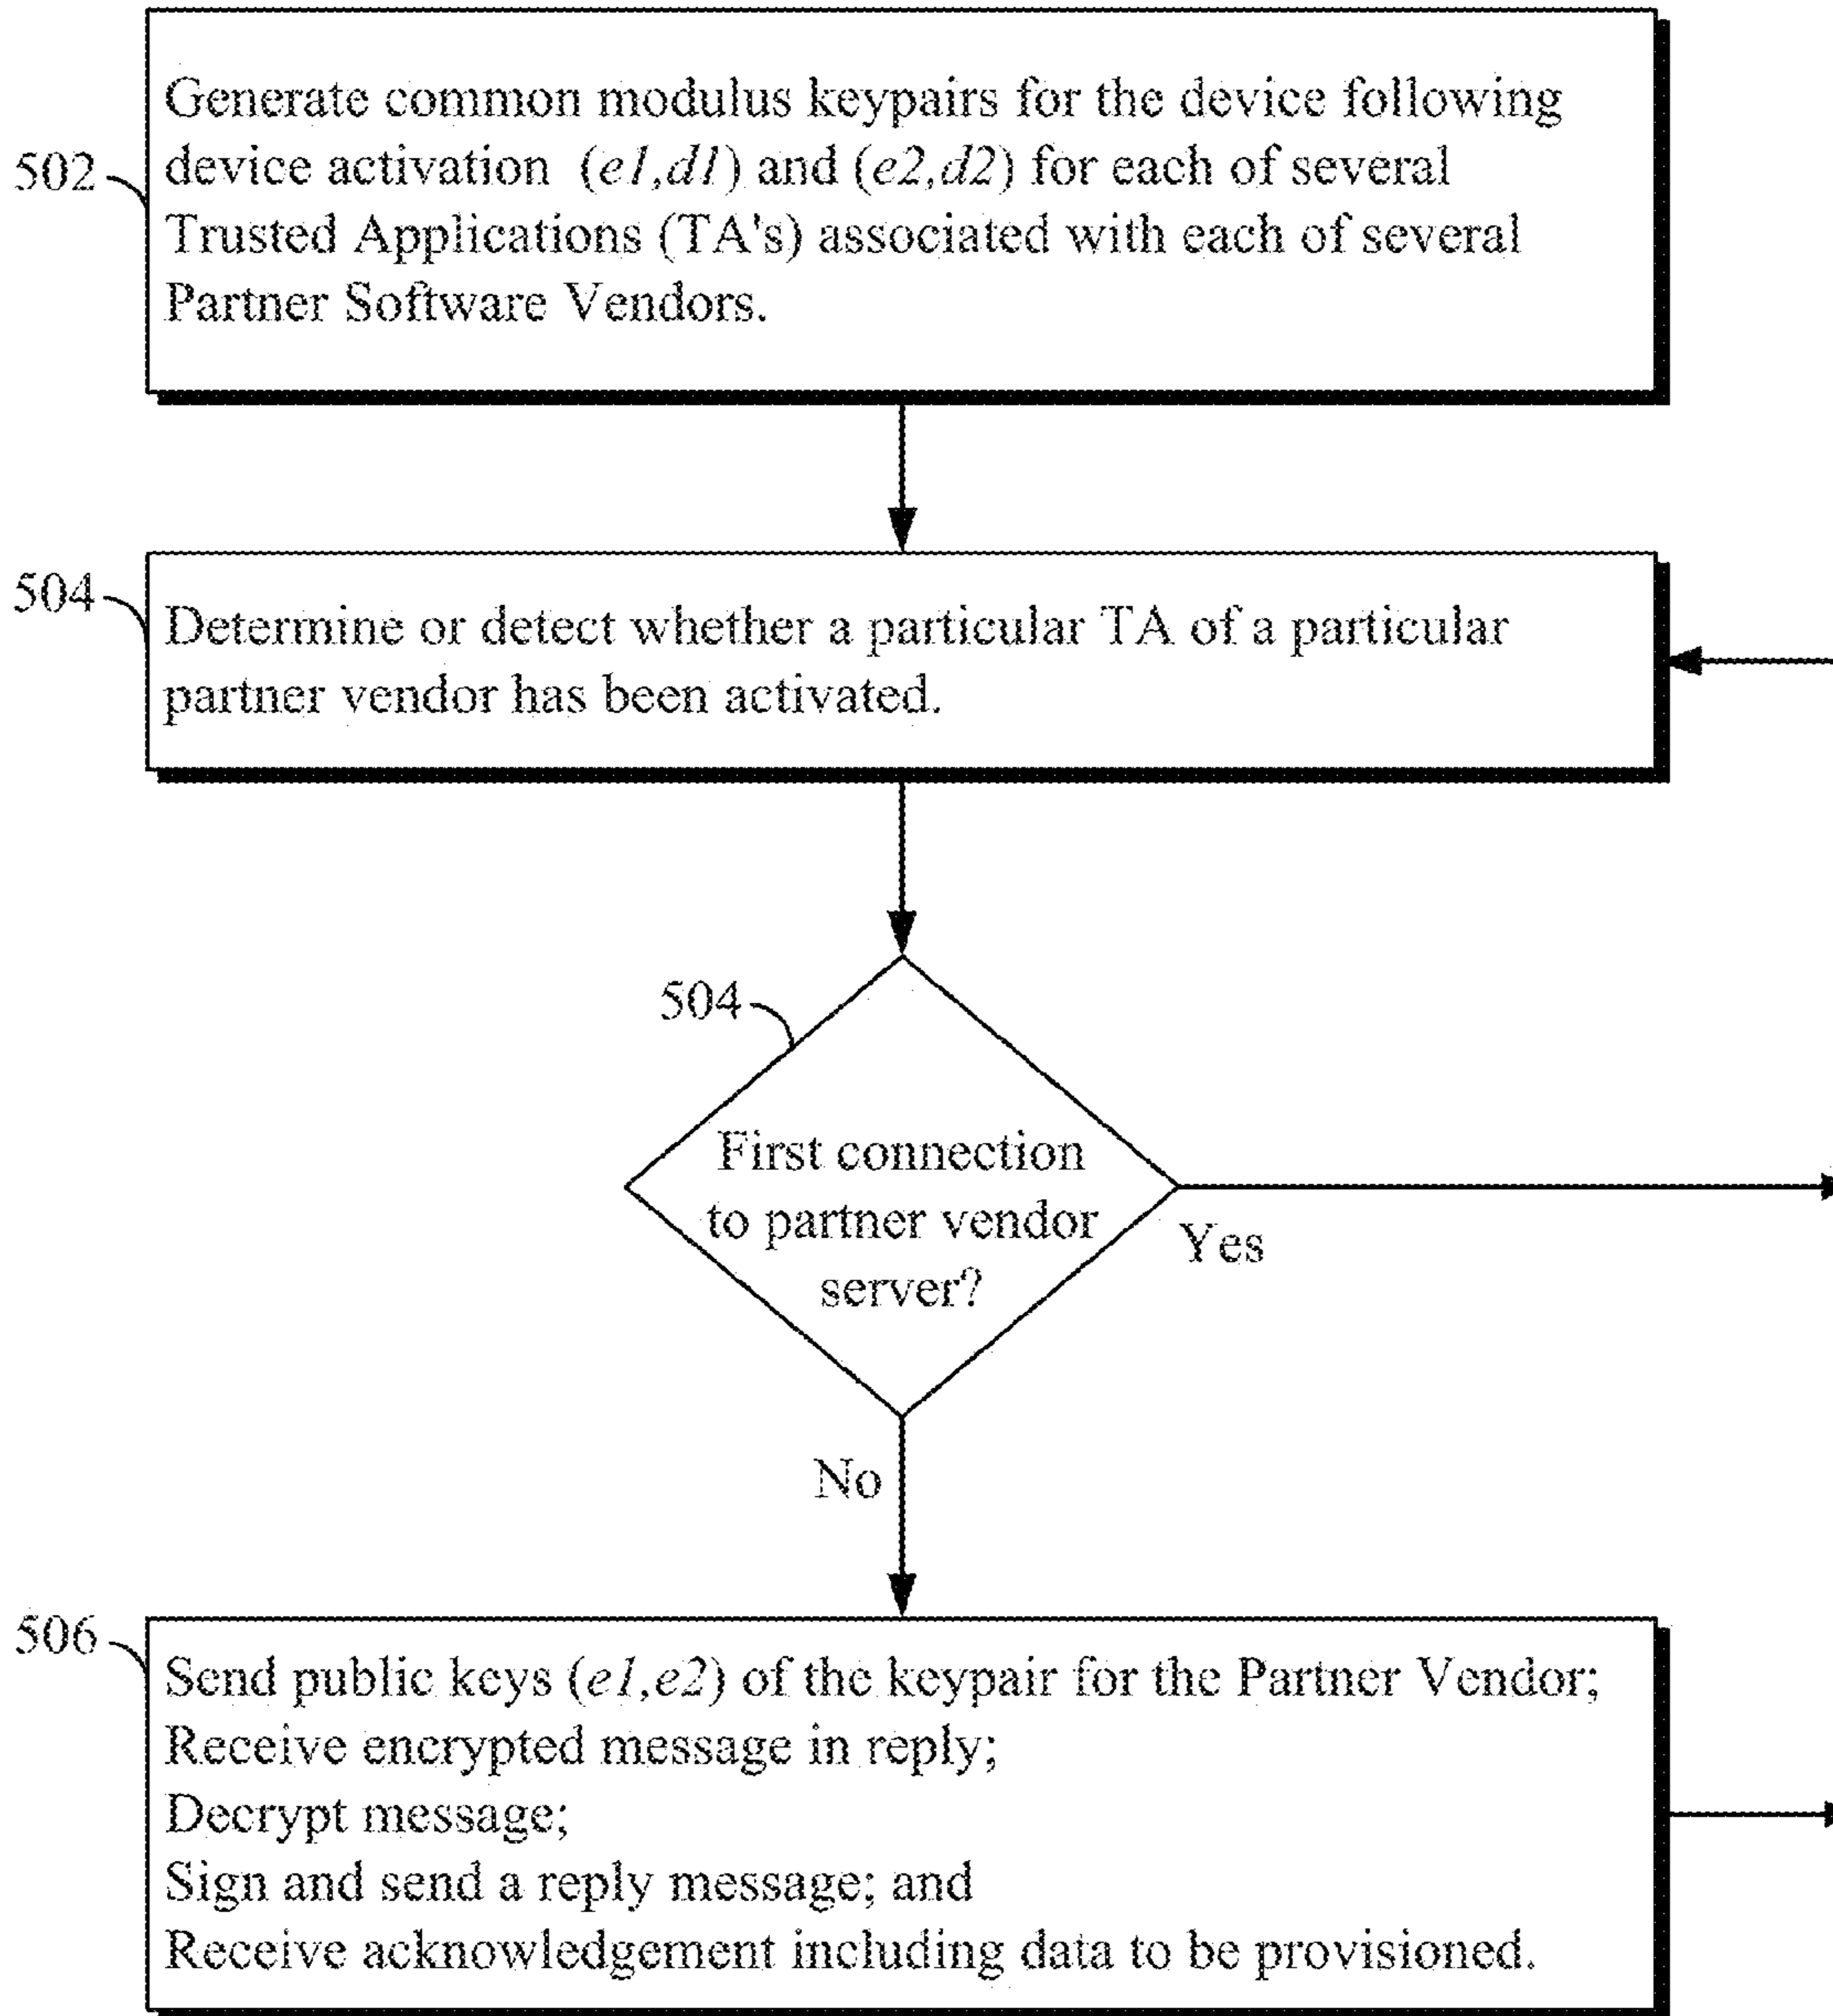 502
Generate common modulus keypairs for the device following
device activation (e1,d1) and (e2,d2) for each of several
Trusted Applications (TA's) associated with each of several
Partner Software Vendors.
504
Determine or detect whether a particular TA of a particular
partner vendor has been activated.
504
First connection
to partner vendor
server?
Yes
No
506
Send public keys (e1,e2) of the keypair for the Partner Vendor;
Receive encrypted message in reply;
Decrypt message;
Sign and send a reply message; and
Receive acknowledgement including data to be provisioned.